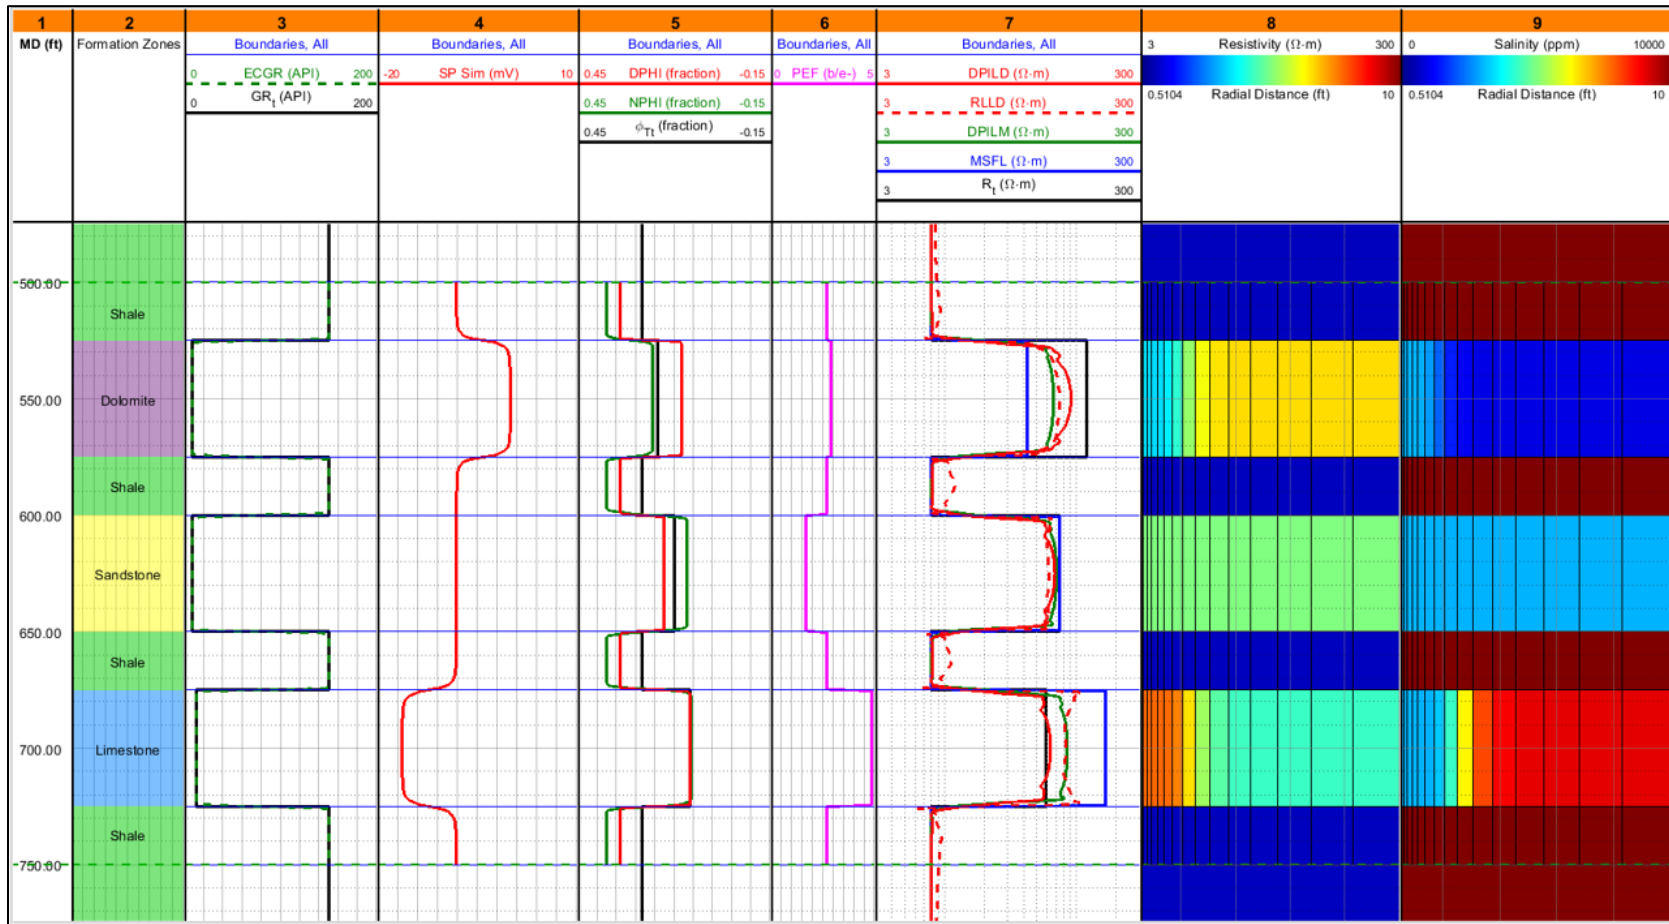 1 2 3 4 5 6 7 8 9
MD (ft) Formation Zones Boundaries, All Boundaries, All Boundaries, All Boundaries, All Boundaries, All 3 Resistivity (Ω·m) 300 0 Salinity (ppm) 10000
0 ECGR (API) 200 -20 SP Sim (mV) 10 0.45 DPHI (fraction) -0.15 0 PEF (b/e-) 5 3 DPILD (Ω·m) 300 0.5104 Radial Distance (ft) 10 0.5104 Radial Distance (ft) 10
0 GRt (API) 200 0.45 NPHI (fraction) -0.15 3 RLLD (Ω·m) 300
0.45 ϕTt (fraction) -0.15 3 DPILM (Ω·m) 300
3 MSFL (Ω·m) 300
3 Rt (Ω·m) 300
500.00
Shale
550.00 Dolomite
Shale
600.00
Sandstone
650.00
Shale
700.00 Limestone
Shale
750.00